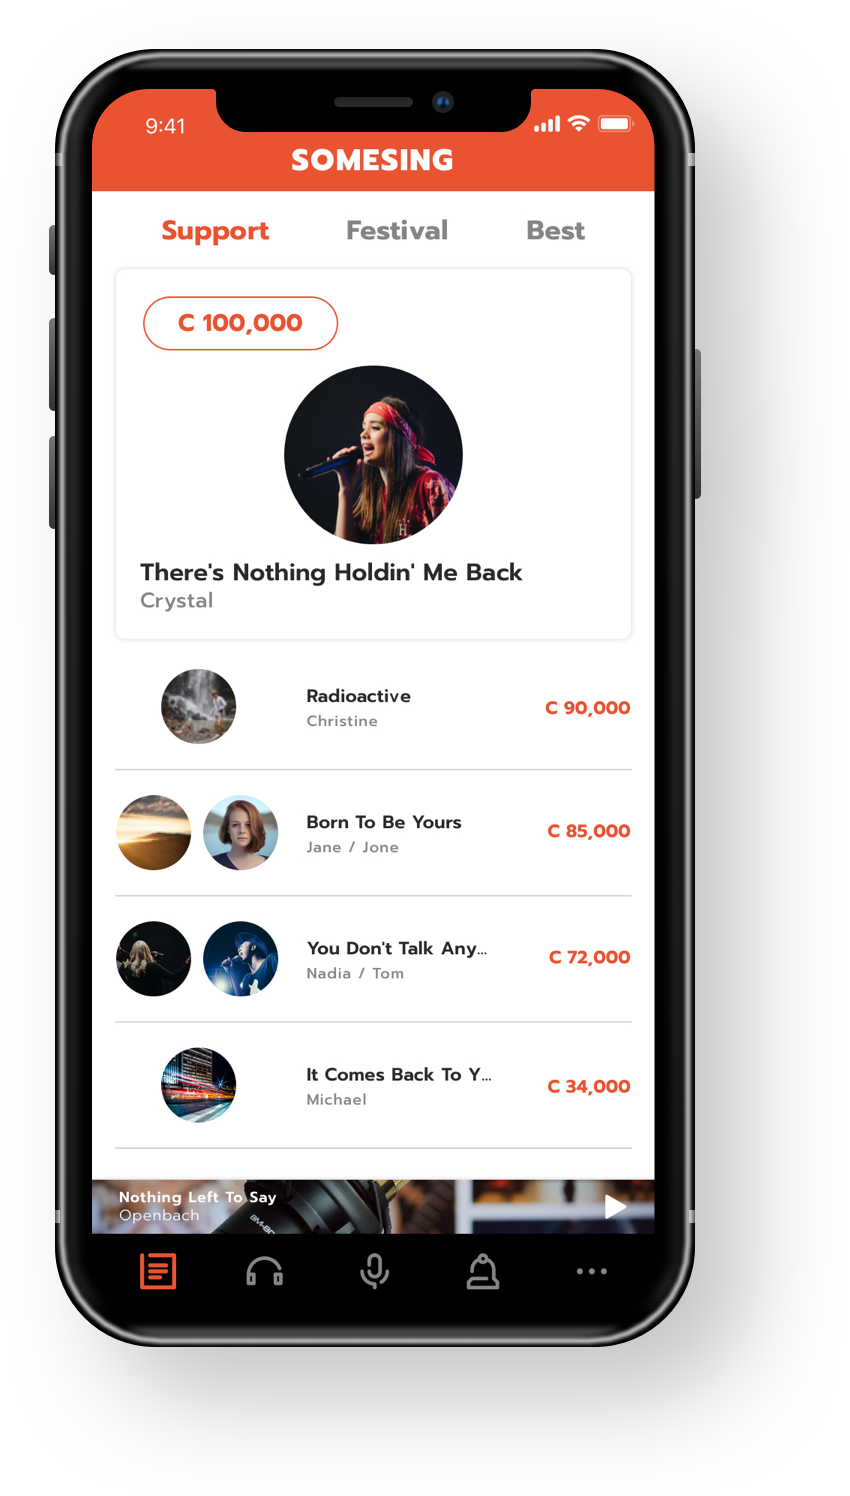 9:41
SOMESING
Support Festival Best
C 100,000
There's Nothing Holdin' Me Back
Crystal
Radioactive
Christine
C 90,000
Born To Be Yours
Jane / Jone
C 85,000
You Don't Talk Any...
Nadia / Tom
C 72,000
It Comes Back To Y...
Michael
C 34,000
Nothing Left To Say
Openbach